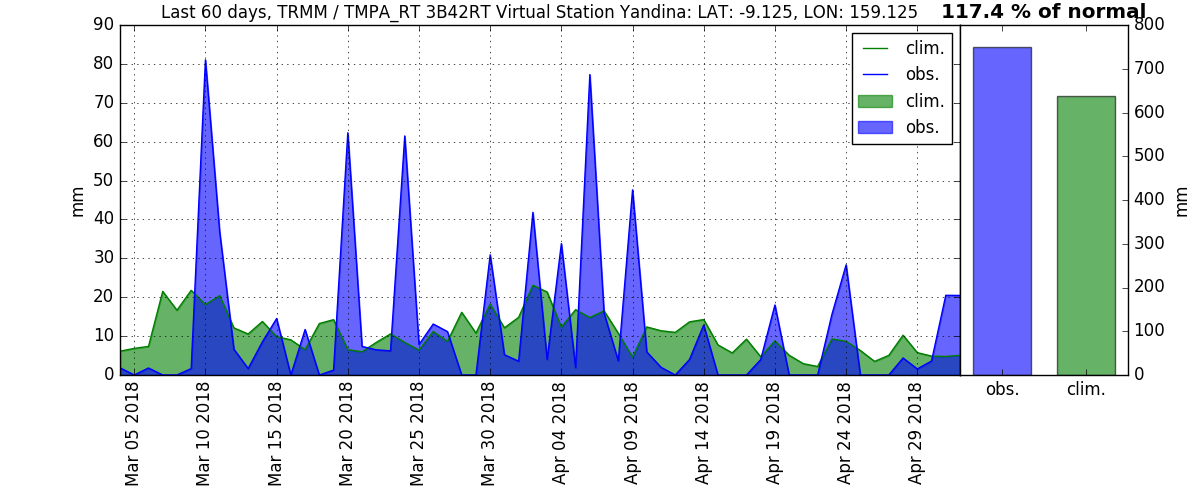 Last 60 days, TRMM / TMPA_RT 3B42RT Virtual Station Yandina: LAT: -9.125, LON: 159.125
117.4 % of normal
90
80
70
60
50
40
30
20
10
0
mm
clim.
obs.
clim.
obs.
800
700
600
500
400
300
200
100
0
mm
obs.
clim.
Mar 05 2018
Mar 10 2018
Mar 15 2018
Mar 20 2018
Mar 25 2018
Mar 30 2018
Apr 04 2018
Apr 09 2018
Apr 14 2018
Apr 19 2018
Apr 24 2018
Apr 29 2018